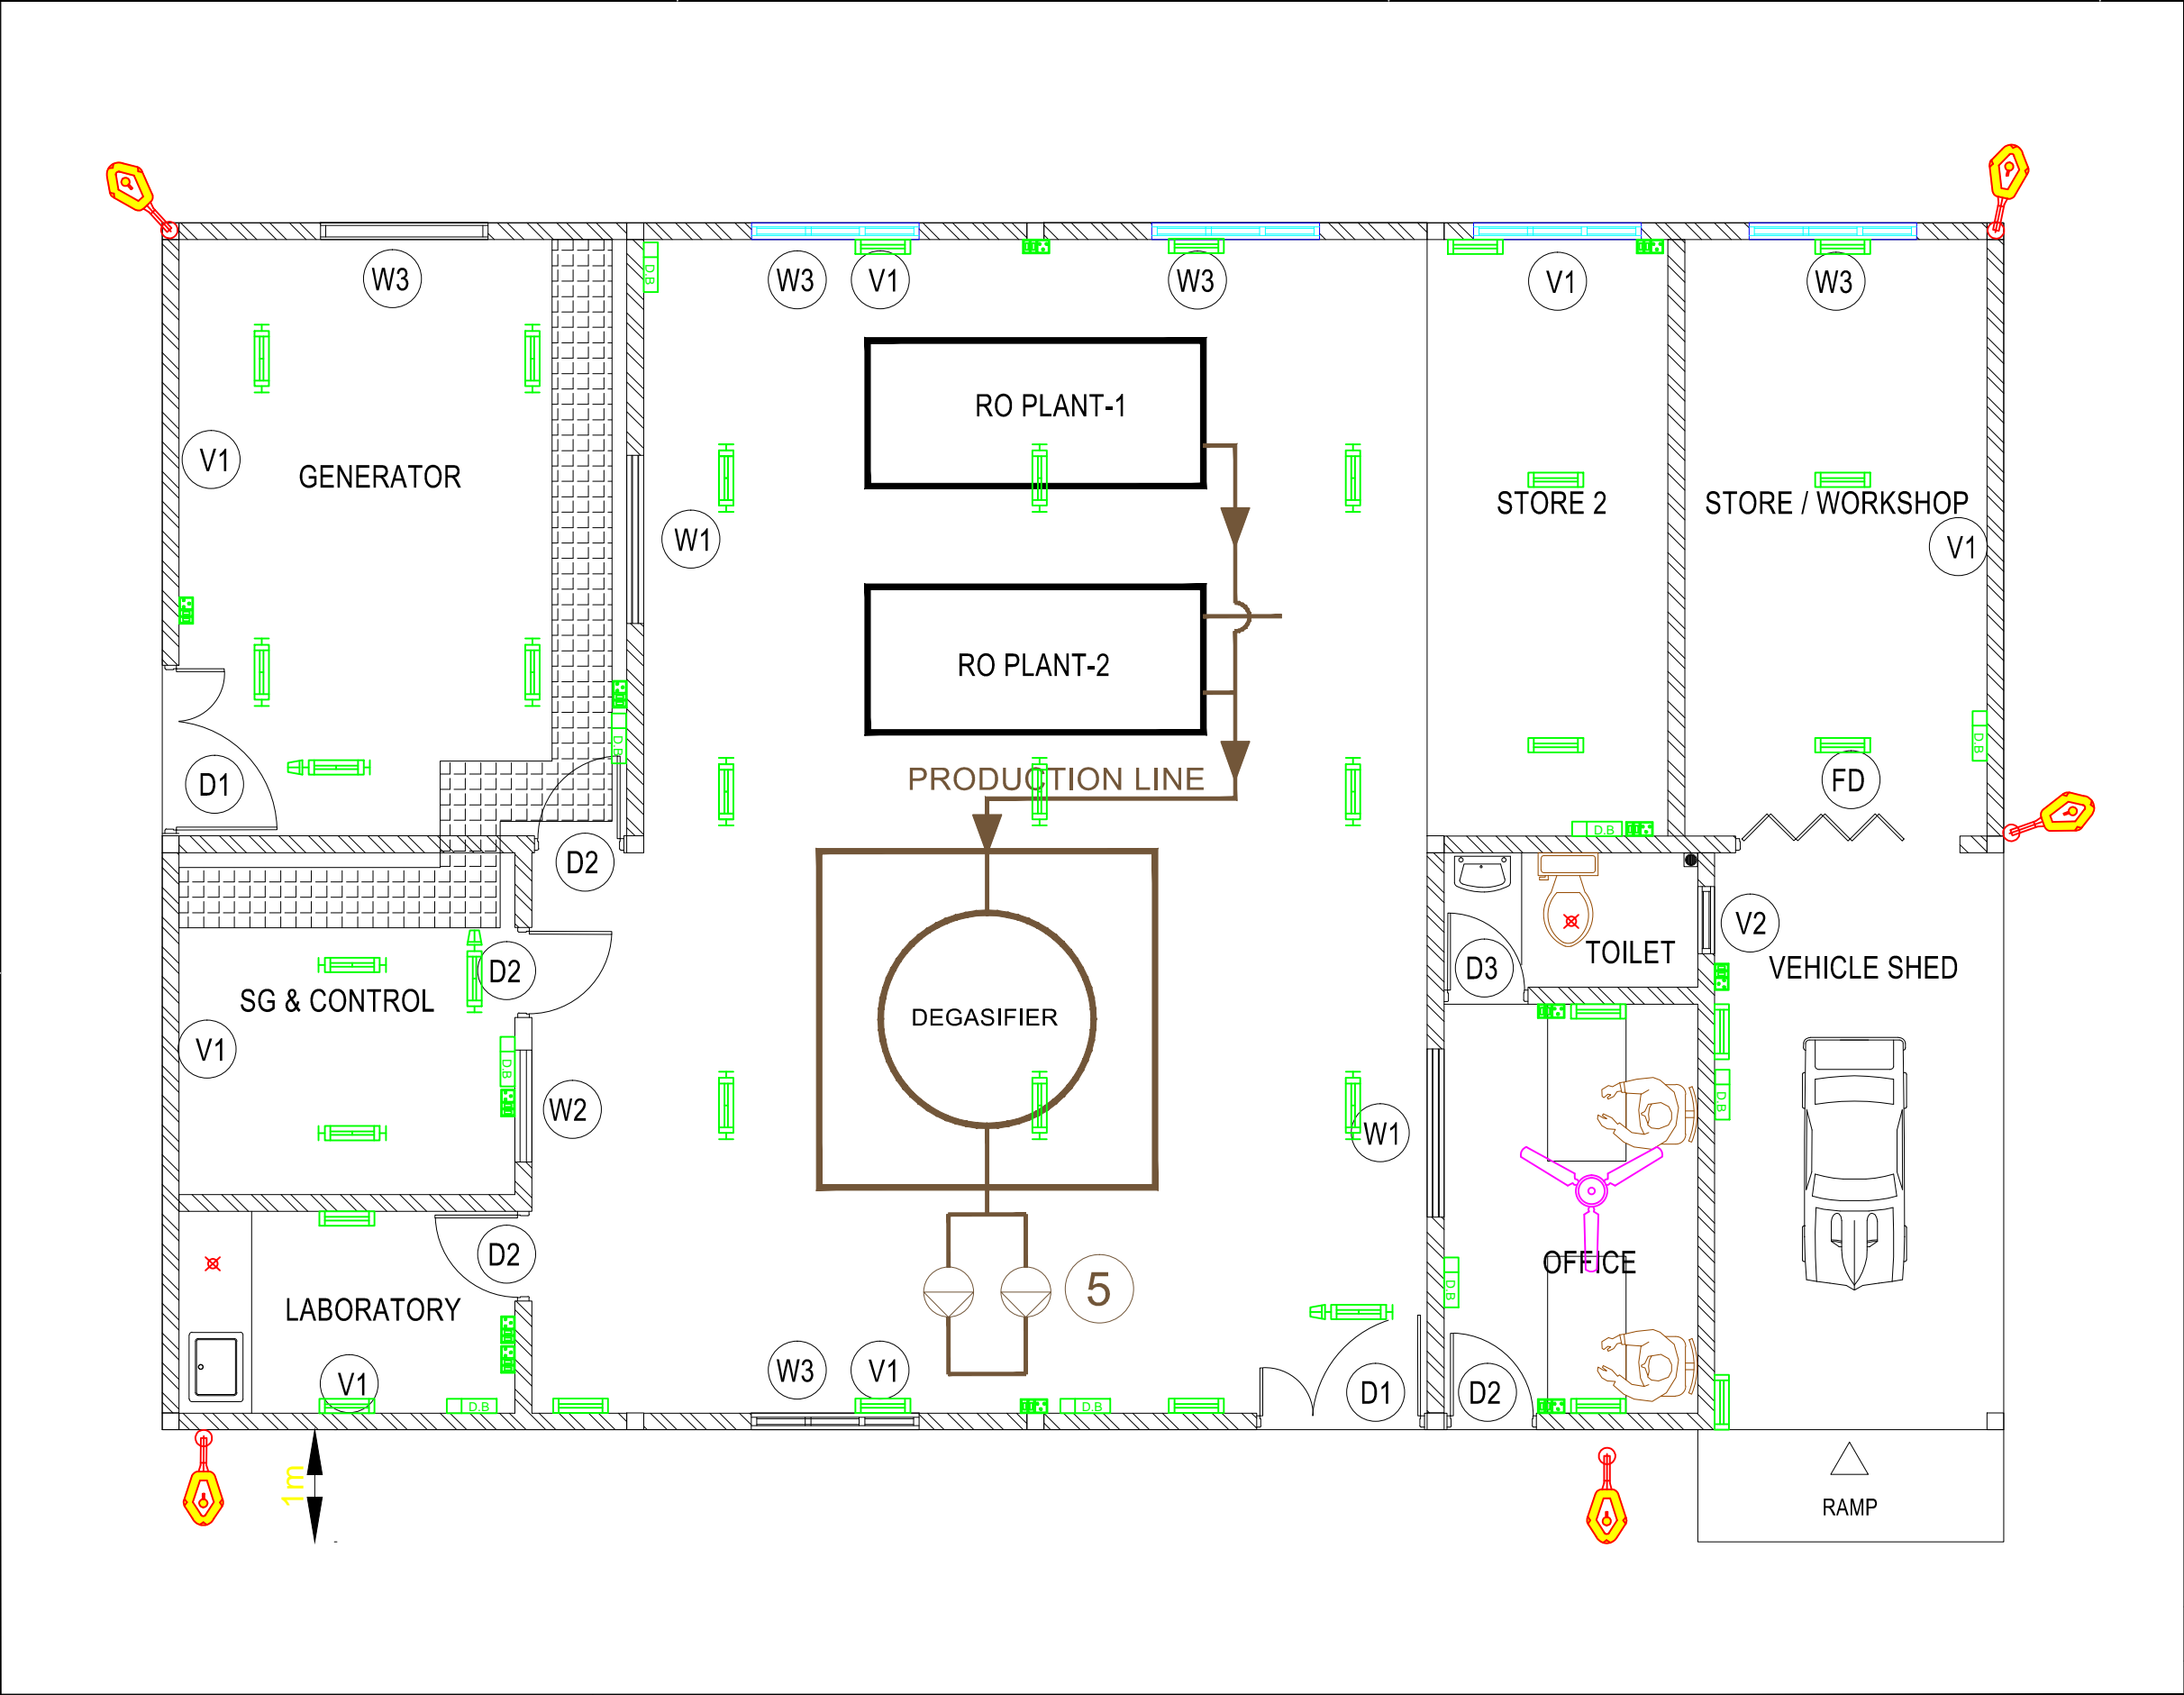 W3
W3
V1
W3
V1
W3
D.B
RO PLANT-1
V1
GENERATOR
STORE 2
STORE / WORKSHOP
W1
V1
RO PLANT-2
D.B
D.B
PRODUCTION LINE
D1
FD
D.B
D2
V2
D2
D3
TOILET
VEHICLE SHED
SG & CONTROL
DEGASIFIER
V1
D.B
D.B
W2
W1
D2
OFFICE
D.B
5
LABORATORY
W3
V1
V1
D1
D2
D.B
D.B
1m
RAMP